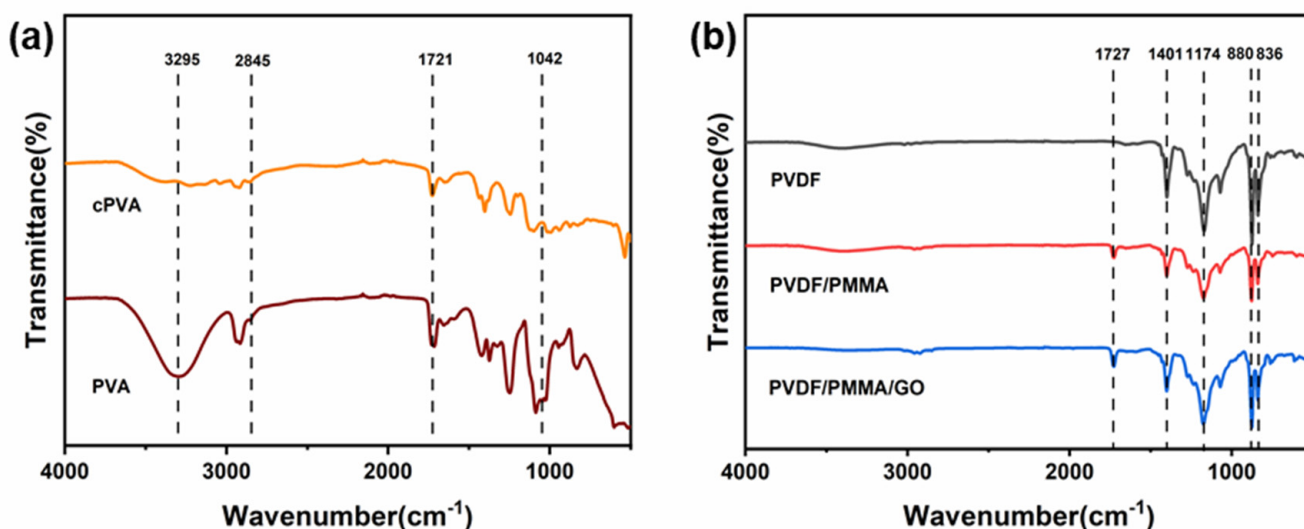 (a)
3295 2845 1721 1042
Transmittance(%)
cPVA
PVA
4000 3000 2000 1000
Wavenumber(cm⁻¹)
(b)
1727 1401 1174 880 836
Transmittance(%)
PVDF
PVDF/PMMA
PVDF/PMMA/GO
4000 2000 1000
Wavenumber(cm⁻¹)